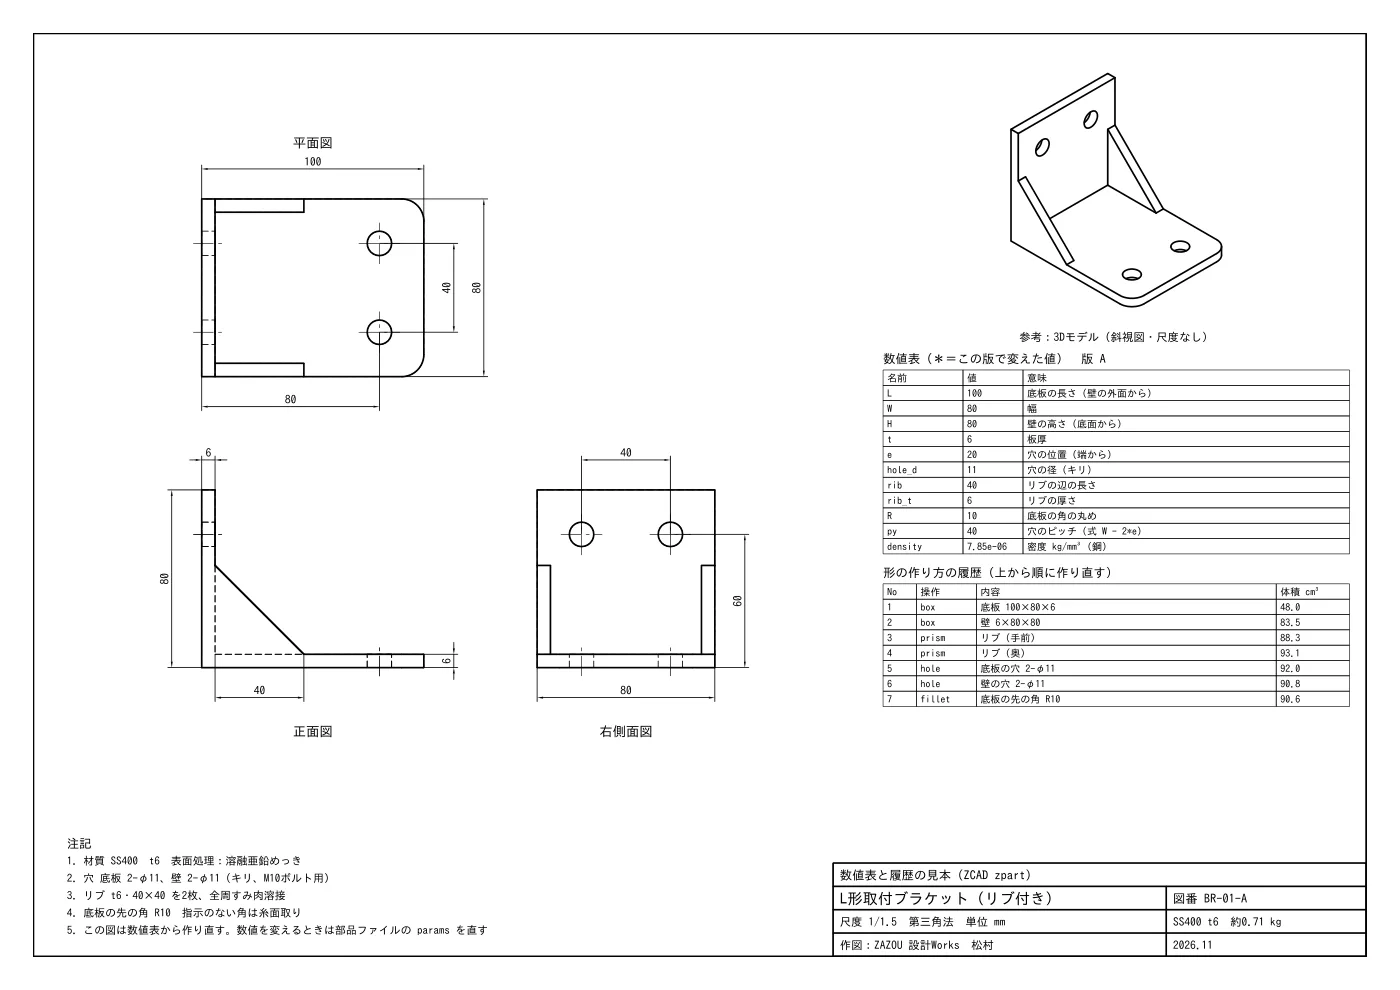 平面図
100
40
80
80
6
80
40
6
正面図
40
60
80
右側面図
参考：3Dモデル（斜視図・尺度なし）
数値表（＊＝この版で変えた値） 版 A
名前 値 意味
L 100 底板の長さ（壁の外面から）
W 80 幅
H 80 壁の高さ（底面から）
t 6 板厚
e 20 穴の位置（端から）
hole_d 11 穴の径（キリ）
rib 40 リブの辺の長さ
rib_t 6 リブの厚さ
R 10 底板の角の丸め
py 40 穴のピッチ（式 W - 2*e）
density 7.85e-06 密度 kg/mm³（鋼）
形の作り方の履歴（上から順に作り直す）
No 操作 内容 体積 cm³
1 box 底板 100×80×6 48.0
2 box 壁 6×80×80 83.5
3 prism リブ（手前） 88.3
4 prism リブ（奥） 93.1
5 hole 底板の穴 2-φ11 92.0
6 hole 壁の穴 2-φ11 90.8
7 fillet 底板の先の角 R10 90.6
注記
1. 材質 SS400 t6 表面処理：溶融亜鉛めっき
2. 穴 底板 2-φ11、壁 2-φ11（キリ、M10ボルト用）
3. リブ t6・40×40 を2枚、全周すみ肉溶接
4. 底板の先の角 R10 指示のない角は糸面取り
5. この図は数値表から作り直す。数値を変えるときは部品ファイルの params を直す
数値表と履歴の見本（ZCAD zpart）
L形取付ブラケット（リブ付き） 図番 BR-01-A
尺度 1/1.5 第三角法 単位 mm SS400 t6 約0.71 kg
作図：ZAZOU 設計Works 松村 2026.11